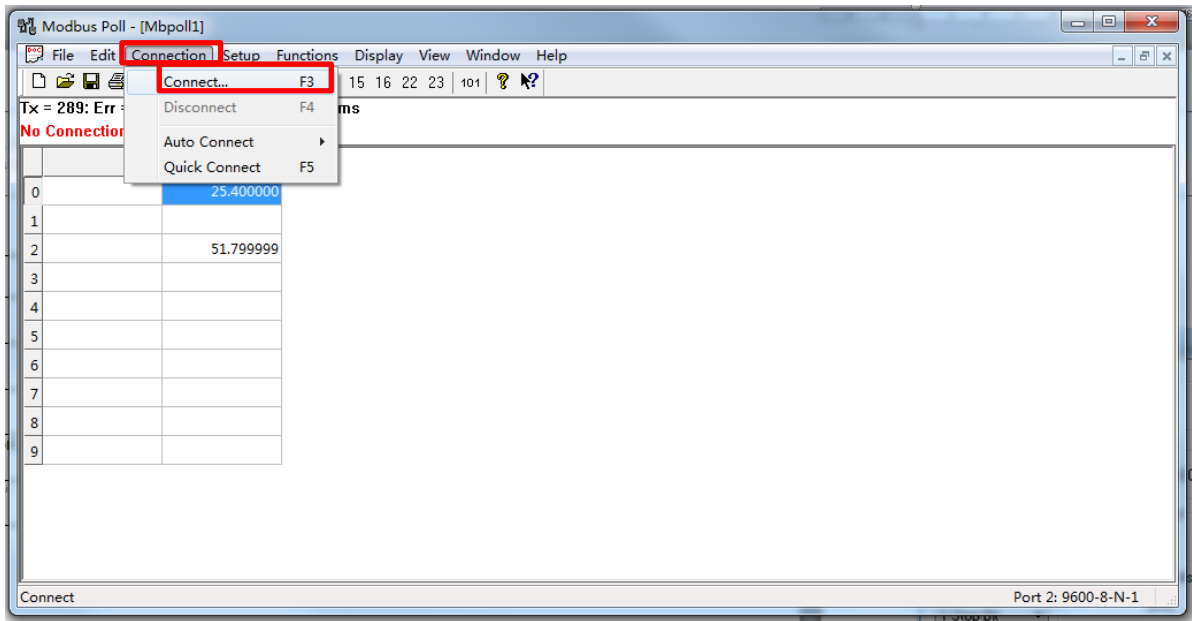 Modbus Poll - [Mbpoll1]
File Edit Connection Setup Functions Display View Window Help
Connect... F3
15 16 22 23 101
Disconnect F4
Tx = 289: Err ms
No Connection
Auto Connect
Quick Connect F5
0 25.400000
1
2 51.799999
3
4
5
6
7
8
9
Connect Port 2: 9600-8-N-1